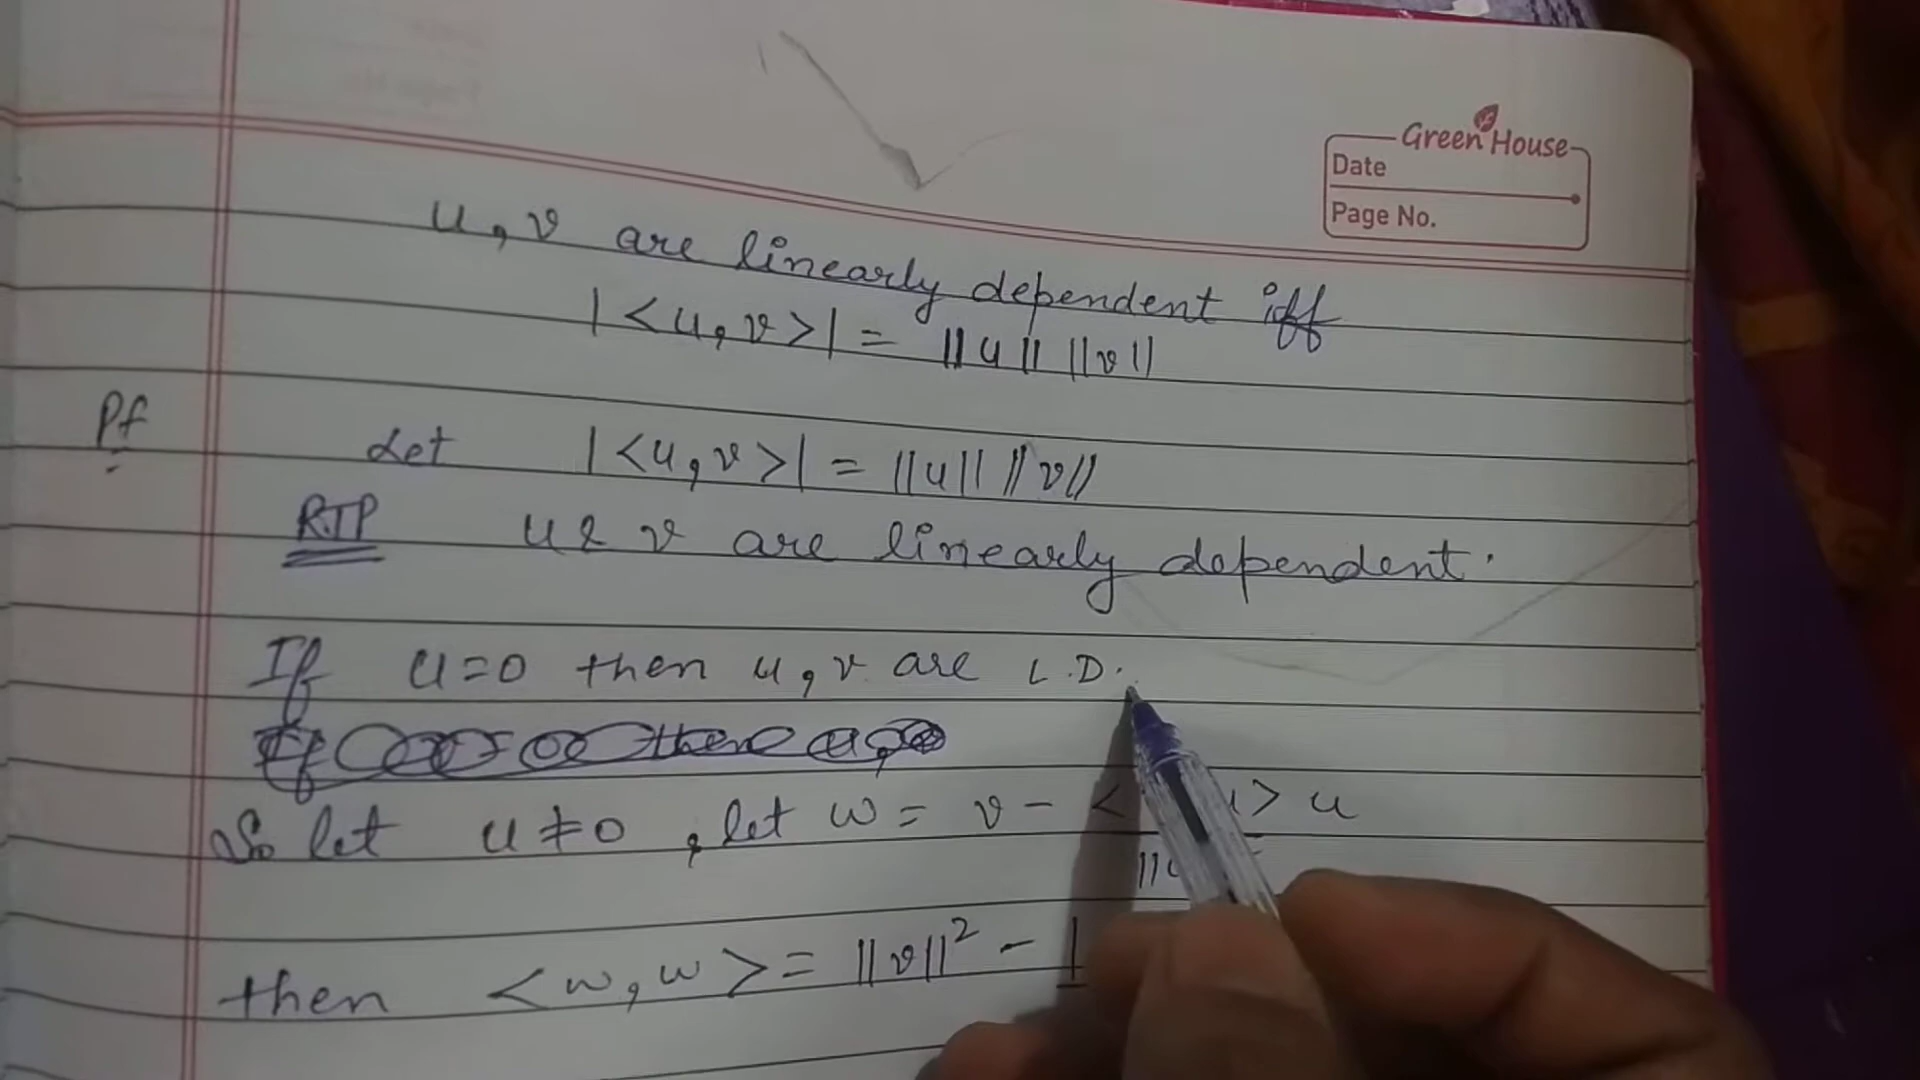 Green House
Date
Page No.
u, v are linearly dependent iff
|<u, v>| = ||u|| ||v||
Pf
Let |<u, v>| = ||u|| ||v||
RTP u & v are linearly dependent.
If u=0 then u, v are L.D.
So let u ≠ 0, let w = v - < u> u
||u
then <w, w> = ||v||² - |